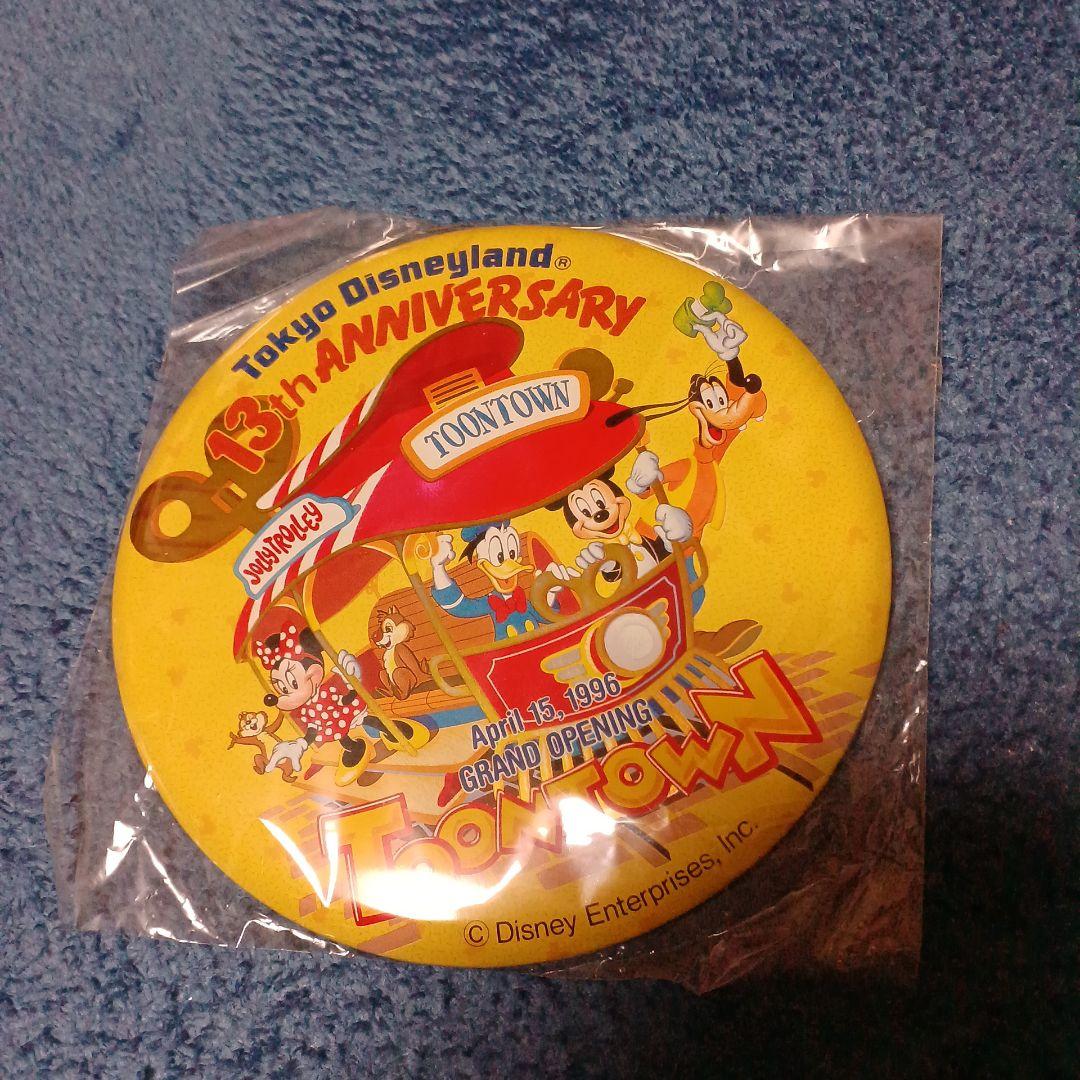 Tokyo Disneyland®
13th ANNIVERSARY
TOONTOWN
JOLLY TROLLEY
April 15, 1996
GRAND OPENING
TOONTOWN
© Disney Enterprises, Inc.